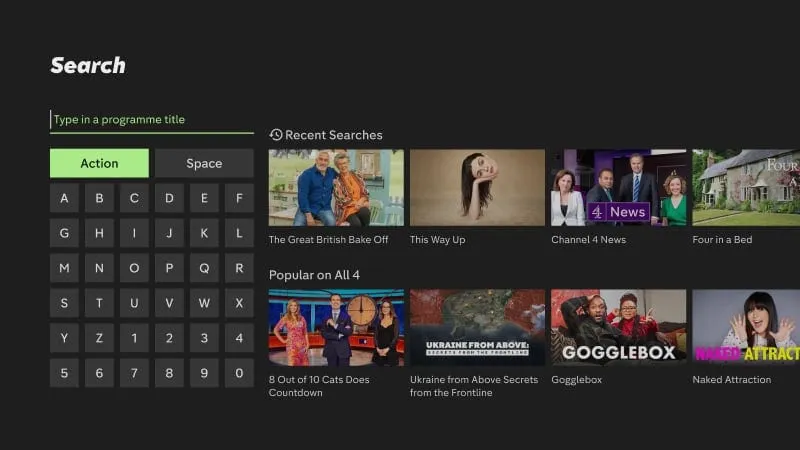 Search
Type in a programme title
Action Space
A B C D E F
G H I J K L
M N O P Q R
S T U V W X
Y Z 1 2 3 4
5 6 7 8 9 0
Recent Searches
4 News
FOUR
The Great British Bake Off
This Way Up
Channel 4 News
Four in a Bed
Popular on All 4
UKRAINE FROM ABOVE:
SECRETS FROM THE FRONTLINE
GOGGLEBOX
NAKED ATTRACT
8 Out of 10 Cats Does
Countdown
Ukraine from Above Secrets
from the Frontline
Gogglebox
Naked Attraction